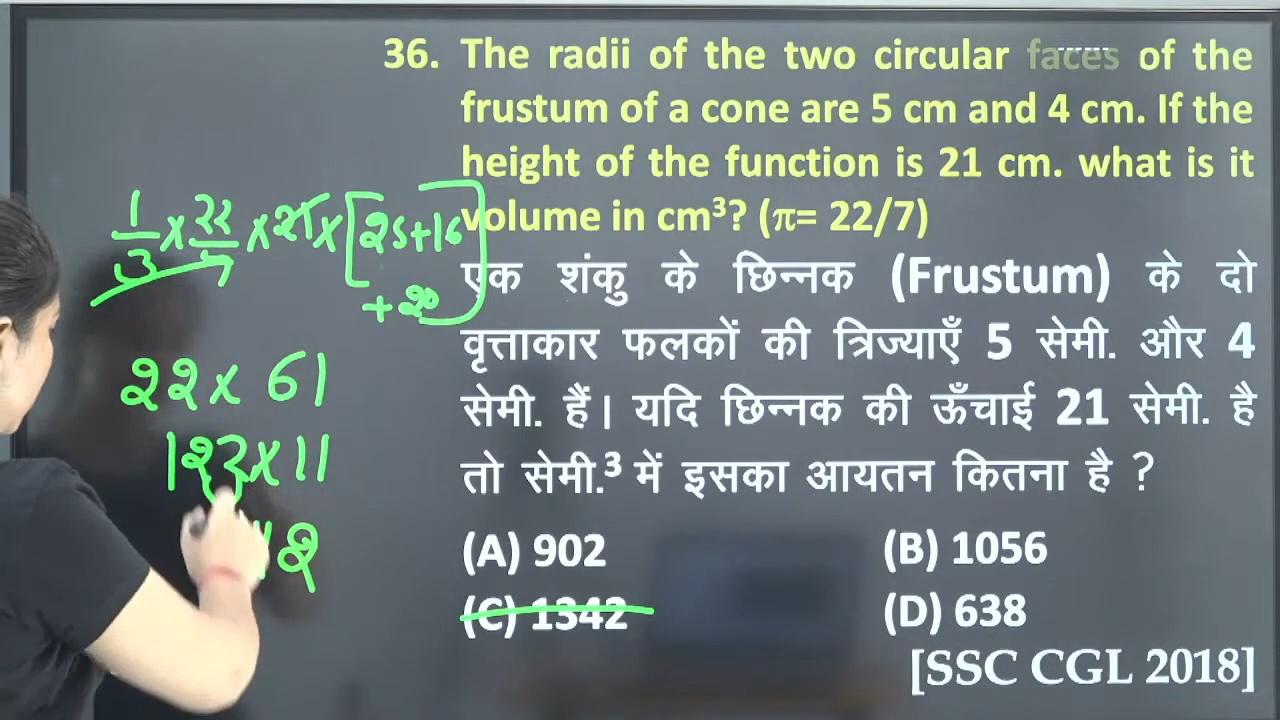 36. The radii of the two circular faces of the
frustum of a cone are 5 cm and 4 cm. If the
height of the function is 21 cm. what is it
volume in cm³? (π= 22/7)
एक शंकु के छिन्नक (Frustum) के दो
वृत्ताकार फलकों की त्रिज्याएँ 5 सेमी. और 4
सेमी. हैं। यदि छिन्नक की ऊँचाई 21 सेमी. है
तो सेमी.³ में इसका आयतन कितना है ?
(A) 902 (B) 1056
(C) 1342 (D) 638
[SSC CGL 2018]
1/3 × 22/7 × 21 × [25+16
+20]
22 × 61
122 × 11